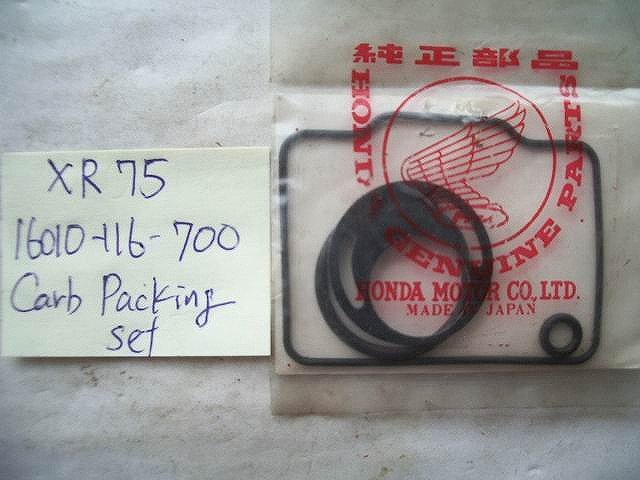 XR 75
16010-116-700
Carb Packing
set
純正部品
HONDA
GENUINE PARTS
HONDA MOTOR CO., LTD.
MADE IN JAPAN